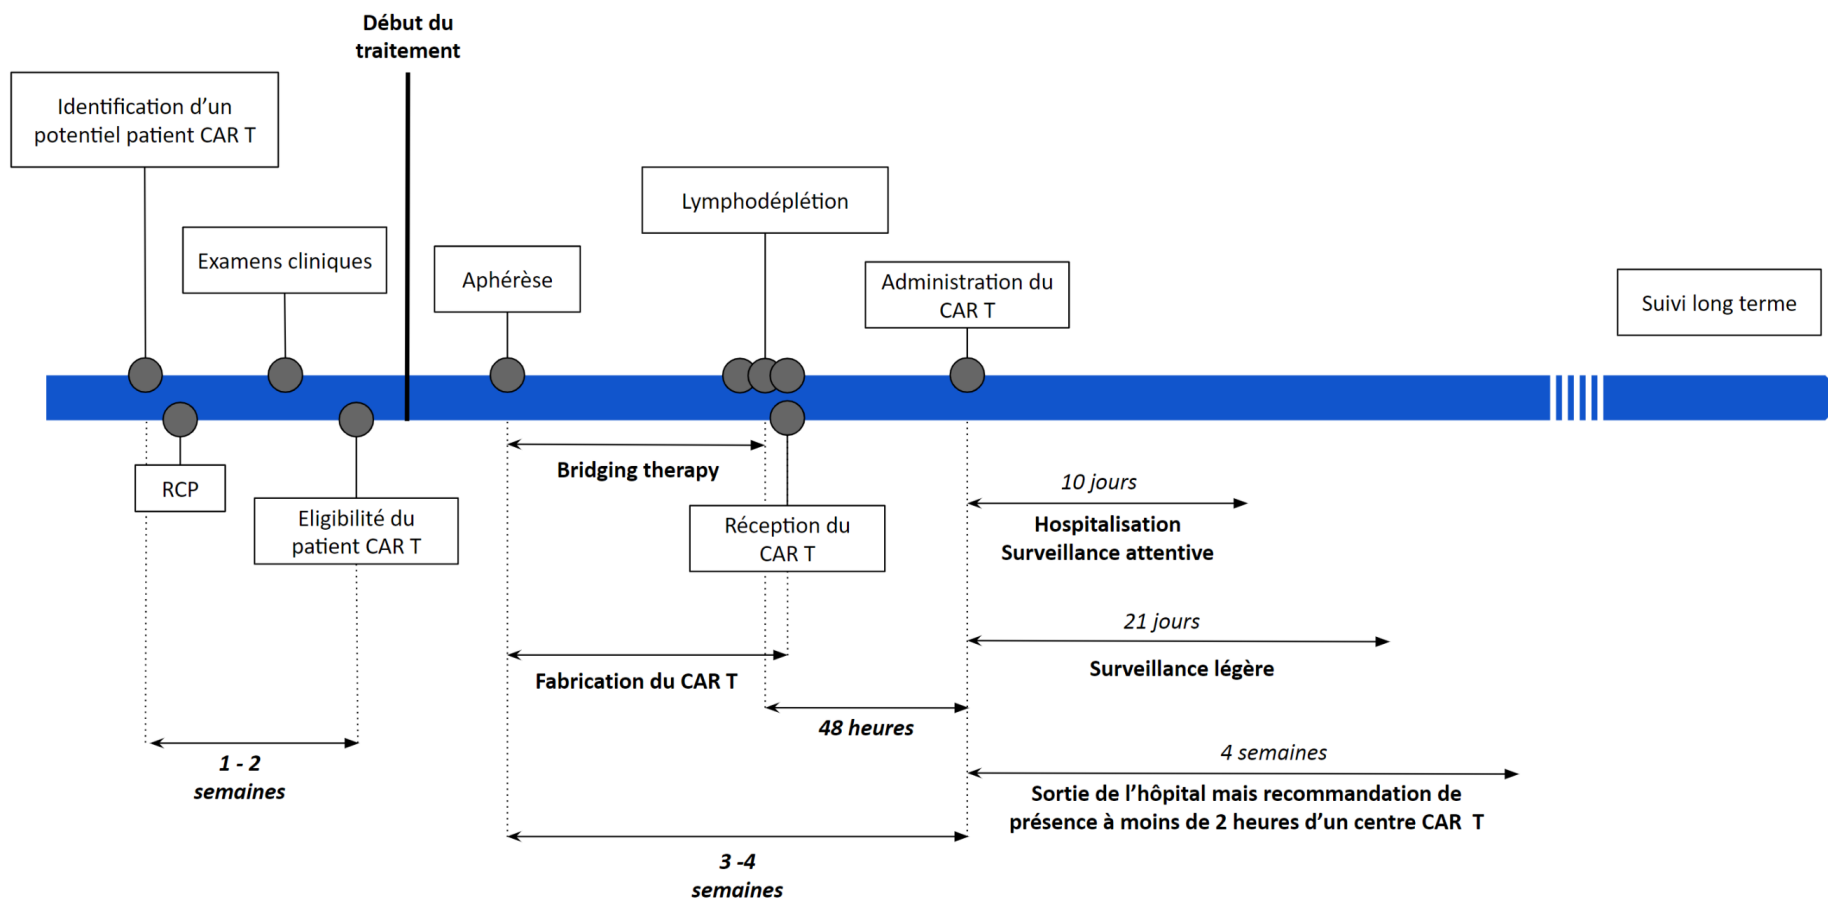 Début du
traitement
Identification d’un
potentiel patient CAR T
Lymphodéplétion
Examens cliniques
Aphérèse
Administration du
CAR T
Suivi long terme
RCP
Eligibilité du
patient CAR T
Bridging therapy
Réception du
CAR T
10 jours
Hospitalisation
Surveillance attentive
21 jours
Surveillance légère
Fabrication du CAR T
48 heures
1 - 2
semaines
4 semaines
Sortie de l’hôpital mais recommandation de
présence à moins de 2 heures d’un centre CAR T
3 -4
semaines